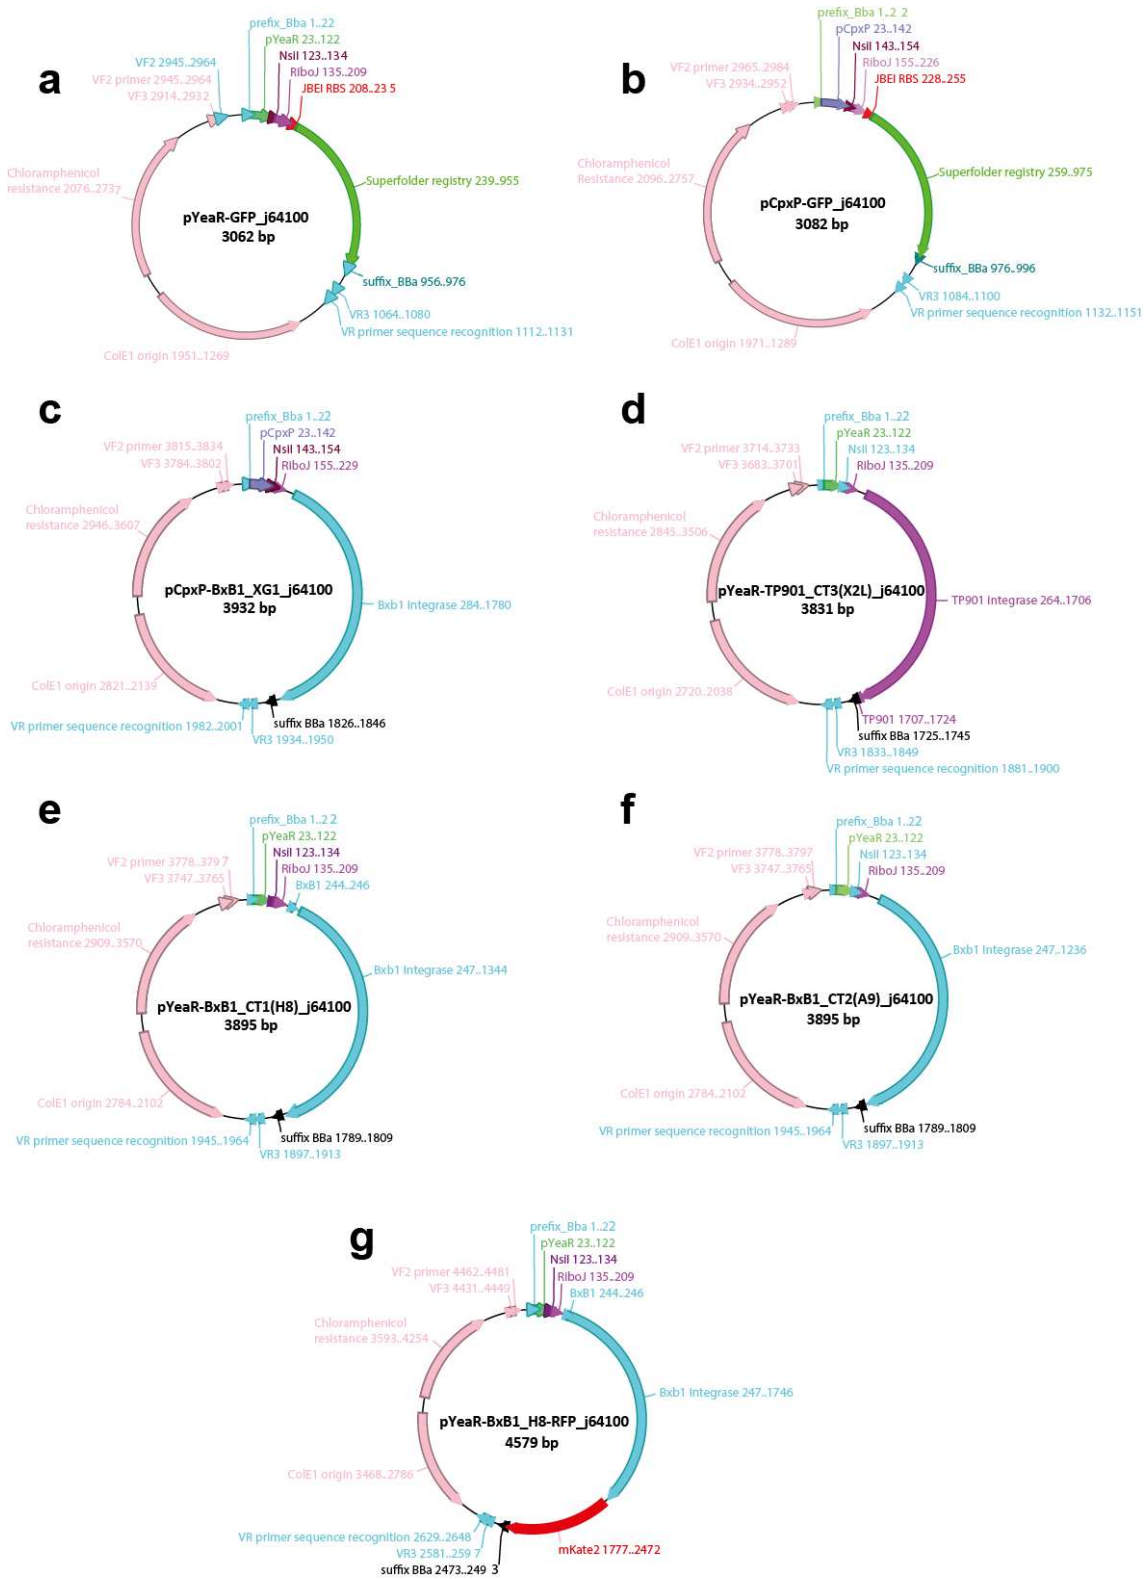 a
prefix_Bba 1..22
pYeaR 23..122
NsiI 123..134
RiboJ 135..209
JBEI RBS 208..23 5
VF2 2945..2964
VF2 primer 2945..2964
VF3 2914..2932
Chloramphenicol
resistance 2076..2737
Superfolder registry 239..955
pYeaR-GFP_j64100
3062 bp
suffix_BBa 956..976
VR3 1064..1080
VR primer sequence recognition 1112..1131
ColE1 origin 1951..1269
b
prefix_Bba 1..2 2
pCpxP 23..142
NsiI 143..154
RiboJ 155..226
JBEI RBS 228..255
VF2 primer 2965..2984
VF3 2934..2952
Chloramphenicol
Resistance 2096..2757
Superfolder registry 259..975
pCpxP-GFP_j64100
3082 bp
suffix_BBa 976..996
VR3 1084..1100
VR primer sequence recognition 1132..1151
ColE1 origin 1971..1289
c
prefix_Bba 1..22
pCpxP 23..142
NsiI 143..154
RiboJ 155..229
VF2 primer 3815..3834
VF3 3784..3802
Chloramphenicol
resistance 2946..3607
pCpxP-BxB1_XG1_j64100
3932 bp
Bxb1 Integrase 284..1780
ColE1 origin 2821..2139
suffix BBa 1826..1846
VR primer sequence recognition 1982..2001
VR3 1934..1950
d
prefix_Bba 1..22
pYeaR 23..122
NsiI 123..134
RiboJ 135..209
VF2 primer 3714..3733
VF3 3683..3701
Chloramphenicol
resistance 2845..3506
pYeaR-TP901_CT3(X2L)_j64100
3831 bp
TP901 integrase 264..1706
ColE1 origin 2720..2038
TP901 1707..1724
suffix BBa 1725..1745
VR3 1833..1849
VR primer sequence recognition 1881..1900
e
prefix_Bba 1..2 2
pYeaR 23..122
NsiI 123..134
RiboJ 135..209
BxB1 244..246
VF2 primer 3778..379 7
VF3 3747..3765
Chloramphenicol
resistance 2909..3570
Bxb1 Integrase 247..1344
pYeaR-BxB1_CT1(H8)_j64100
3895 bp
ColE1 origin 2784..2102
suffix BBa 1789..1809
VR primer sequence recognition 1945..1964
VR3 1897..1913
f
prefix_Bba 1..22
pYeaR 23..122
NsiI 123..134
RiboJ 135..209
VF2 primer 3778..3797
VF3 3747..3765
Chloramphenicol
resistance 2909..3570
Bxb1 Integrase 247..1236
pYeaR-BxB1_CT2(A9)_j64100
3895 bp
ColE1 origin 2784..2102
suffix BBa 1789..1809
VR primer sequence recognition 1945..1964
VR3 1897..1913
g
prefix_Bba 1..22
pYeaR 23..122
NsiI 123..134
RiboJ 135..209
BxB1 244..246
VF2 primer 4462..4481
VF3 4431..4449
Chloramphenicol
resistance 3593..4254
Bxb1 Integrase 247..1746
pYeaR-BxB1_H8-RFP_j64100
4579 bp
ColE1 origin 3468..2786
VR primer sequence recognition 2629..2648
VR3 2581..259 7
suffix BBa 2473..249 3
mKate2 1777..2472